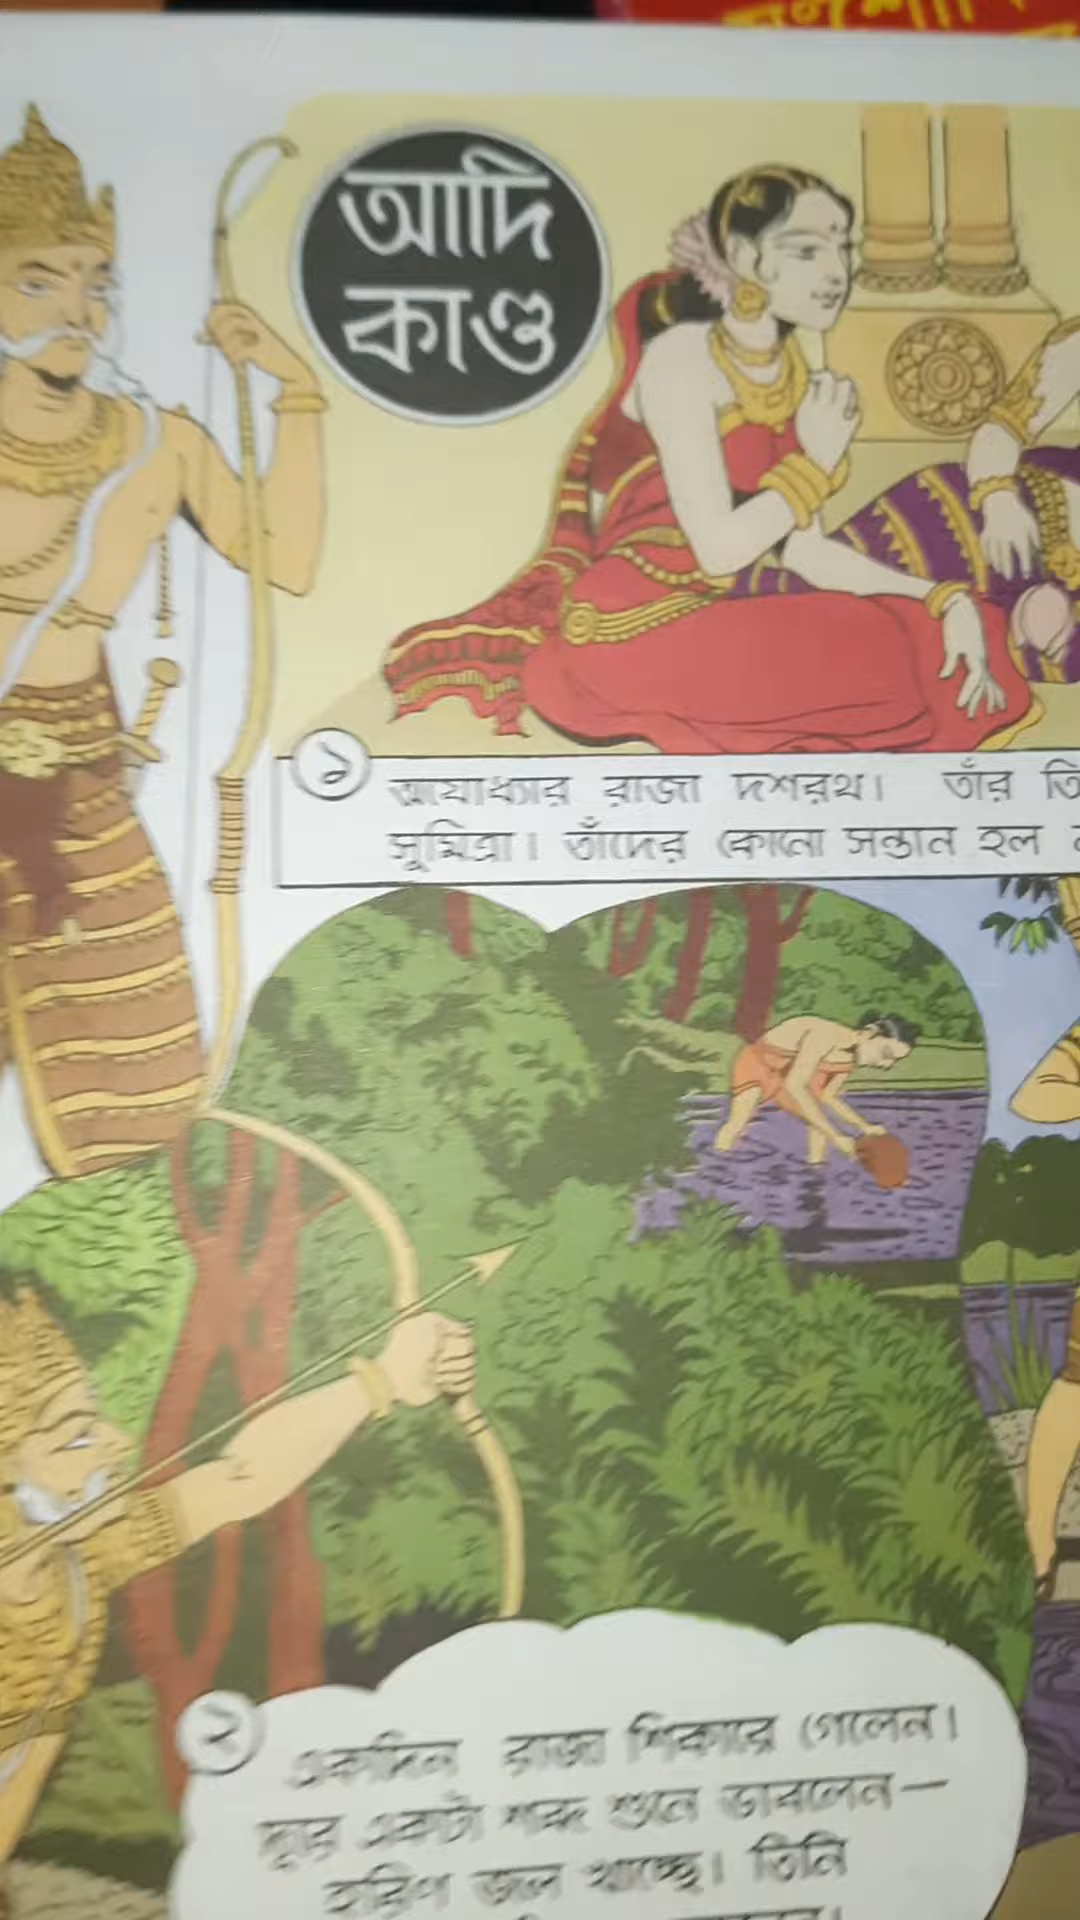 আদি
কাণ্ড
১
অযোধ্যার রাজা দশরথ। তাঁর
সুমিত্রা। তাঁদের কোনো সন্তান হল
২
একদিন রাজা শিকারে গেলেন।
দূরে একটা শব্দ শুনে ভাবলেন—
হরিণ জল খাচ্ছে। তিনি